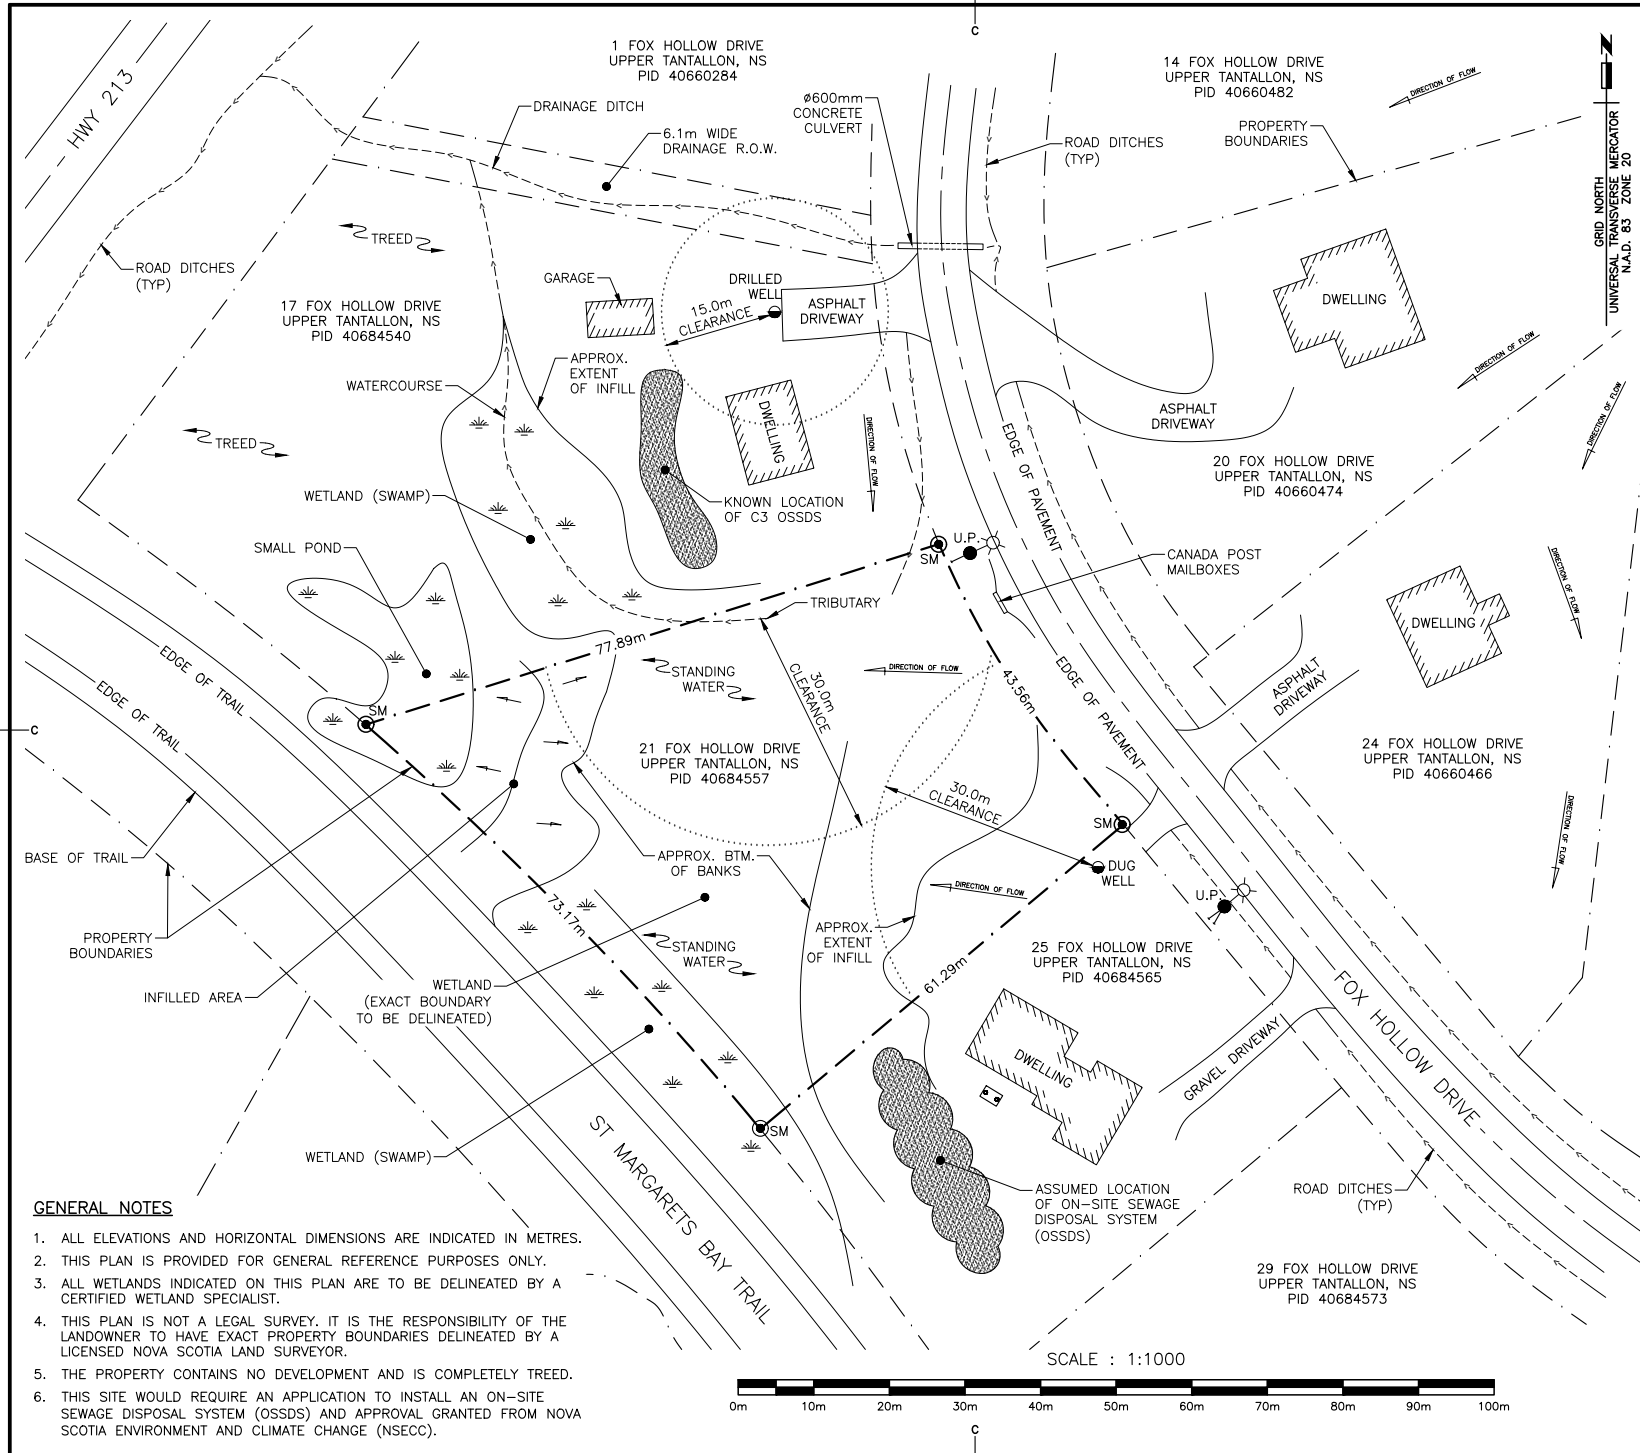 C
1 FOX HOLLOW DRIVE
UPPER TANTALLON, NS
PID 40660284
14 FOX HOLLOW DRIVE
UPPER TANTALLON, NS
PID 40660482
DIRECTION OF FLOW
HWY 213
DRAINAGE DITCH
Ø600mm
CONCRETE
CULVERT
6.1m WIDE
DRAINAGE R.O.W.
ROAD DITCHES
(TYP)
PROPERTY
BOUNDARIES
GRID NORTH
UNIVERSAL TRANSVERSE MERCATOR
N.A.D. 83 ZONE 20
TREED
ROAD DITCHES
(TYP)
GARAGE
DRILLED
WELL
15.0m
CLEARANCE
ASPHALT
DRIVEWAY
DWELLING
17 FOX HOLLOW DRIVE
UPPER TANTALLON, NS
PID 40684540
APPROX.
EXTENT
OF INFILL
WATERCOURSE
DWELLING
DIRECTION OF FLOW
DIRECTION OF FLOW
DIRECTION OF FLOW
ASPHALT
DRIVEWAY
EDGE OF PAVEMENT
TREED
20 FOX HOLLOW DRIVE
UPPER TANTALLON, NS
PID 40660474
WETLAND (SWAMP)
KNOWN LOCATION
OF C3 OSSDS
SMALL POND
U.P.
SM
CANADA POST
MAILBOXES
DIRECTION OF FLOW
TRIBUTARY
DWELLING
77.89m
EDGE OF TRAIL
EDGE OF TRAIL
STANDING
WATER
30.0m
CLEARANCE
DIRECTION OF FLOW
43.56m
EDGE OF PAVEMENT
ASPHALT
DRIVEWAY
SM
C
21 FOX HOLLOW DRIVE
UPPER TANTALLON, NS
PID 40684557
24 FOX HOLLOW DRIVE
UPPER TANTALLON, NS
PID 40660466
30.0m
CLEARANCE
SM
DIRECTION OF FLOW
BASE OF TRAIL
APPROX. BTM.
OF BANKS
DUG
WELL
DIRECTION OF FLOW
U.P.
73.17m
PROPERTY
BOUNDARIES
STANDING
WATER
APPROX.
EXTENT
OF INFILL
25 FOX HOLLOW DRIVE
UPPER TANTALLON, NS
PID 40684565
61.29m
INFILLED AREA
WETLAND
(EXACT BOUNDARY
TO BE DELINEATED)
FOX HOLLOW DRIVE
DWELLING
GRAVEL DRIVEWAY
SM
WETLAND (SWAMP)
ST MARGARETS BAY TRAIL
ASSUMED LOCATION
OF ON-SITE SEWAGE
DISPOSAL SYSTEM
(OSSDS)
ROAD DITCHES
(TYP)
29 FOX HOLLOW DRIVE
UPPER TANTALLON, NS
PID 40684573
GENERAL NOTES
1. ALL ELEVATIONS AND HORIZONTAL DIMENSIONS ARE INDICATED IN METRES.
2. THIS PLAN IS PROVIDED FOR GENERAL REFERENCE PURPOSES ONLY.
3. ALL WETLANDS INDICATED ON THIS PLAN ARE TO BE DELINEATED BY A
CERTIFIED WETLAND SPECIALIST.
4. THIS PLAN IS NOT A LEGAL SURVEY. IT IS THE RESPONSIBILITY OF THE
LANDOWNER TO HAVE EXACT PROPERTY BOUNDARIES DELINEATED BY A
LICENSED NOVA SCOTIA LAND SURVEYOR.
5. THE PROPERTY CONTAINS NO DEVELOPMENT AND IS COMPLETELY TREED.
6. THIS SITE WOULD REQUIRE AN APPLICATION TO INSTALL AN ON-SITE
SEWAGE DISPOSAL SYSTEM (OSSDS) AND APPROVAL GRANTED FROM NOVA
SCOTIA ENVIRONMENT AND CLIMATE CHANGE (NSECC).
SCALE : 1:1000
0m 10m 20m 30m 40m 50m 60m 70m 80m 90m 100m
C